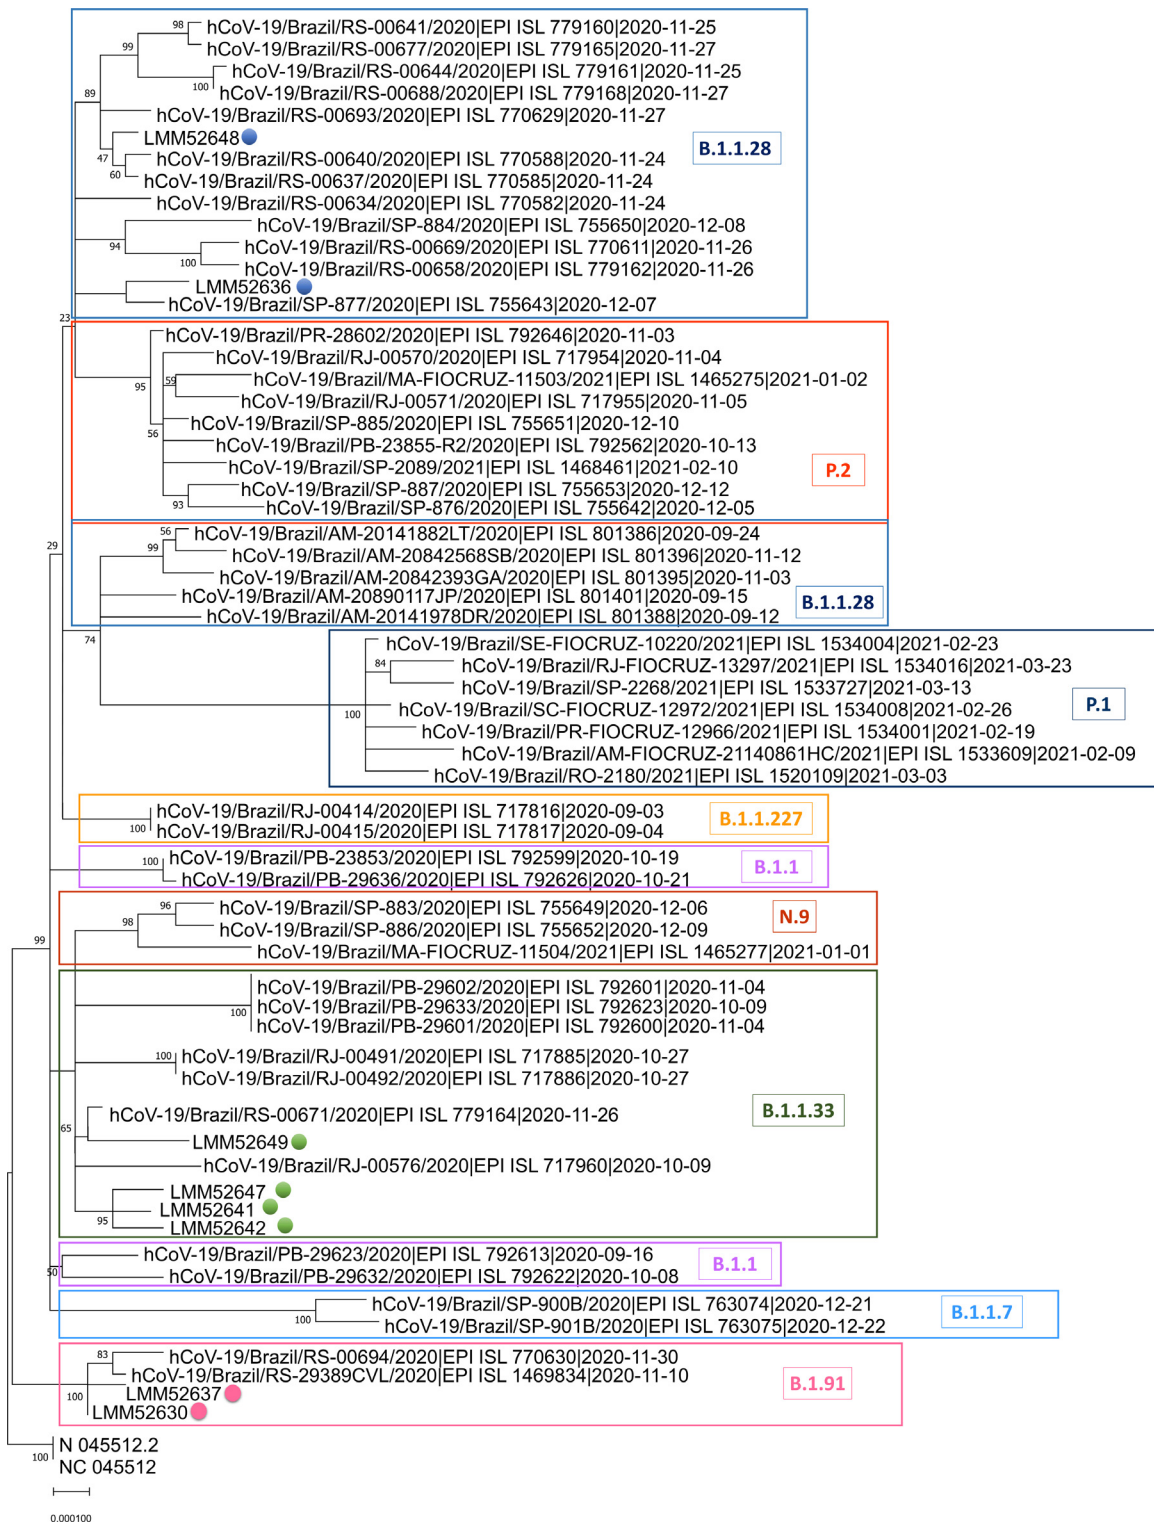 98
hCoV-19/Brazil/RS-00641/2020|EPI ISL 779160|2020-11-25
99
hCoV-19/Brazil/RS-00677/2020|EPI ISL 779165|2020-11-27
hCoV-19/Brazil/RS-00644/2020|EPI ISL 779161|2020-11-25
100
hCoV-19/Brazil/RS-00688/2020|EPI ISL 779168|2020-11-27
89
hCoV-19/Brazil/RS-00693/2020|EPI ISL 770629|2020-11-27
LMM52648
B.1.1.28
47
hCoV-19/Brazil/RS-00640/2020|EPI ISL 770588|2020-11-24
60
hCoV-19/Brazil/RS-00637/2020|EPI ISL 770585|2020-11-24
hCoV-19/Brazil/RS-00634/2020|EPI ISL 770582|2020-11-24
hCoV-19/Brazil/SP-884/2020|EPI ISL 755650|2020-12-08
94
hCoV-19/Brazil/RS-00669/2020|EPI ISL 770611|2020-11-26
100
hCoV-19/Brazil/RS-00658/2020|EPI ISL 779162|2020-11-26
LMM52636
hCoV-19/Brazil/SP-877/2020|EPI ISL 755643|2020-12-07
23
hCoV-19/Brazil/PR-28602/2020|EPI ISL 792646|2020-11-03
hCoV-19/Brazil/RJ-00570/2020|EPI ISL 717954|2020-11-04
95
59
hCoV-19/Brazil/MA-FIOCRUZ-11503/2021|EPI ISL 1465275|2021-01-02
hCoV-19/Brazil/RJ-00571/2020|EPI ISL 717955|2020-11-05
hCoV-19/Brazil/SP-885/2020|EPI ISL 755651|2020-12-10
56
hCoV-19/Brazil/PB-23855-R2/2020|EPI ISL 792562|2020-10-13
hCoV-19/Brazil/SP-2089/2021|EPI ISL 1468461|2021-02-10
P.2
hCoV-19/Brazil/SP-887/2020|EPI ISL 755653|2020-12-12
93
hCoV-19/Brazil/SP-876/2020|EPI ISL 755642|2020-12-05
56
hCoV-19/Brazil/AM-20141882LT/2020|EPI ISL 801386|2020-09-24
29
99
hCoV-19/Brazil/AM-20842568SB/2020|EPI ISL 801396|2020-11-12
hCoV-19/Brazil/AM-20842393GA/2020|EPI ISL 801395|2020-11-03
hCoV-19/Brazil/AM-20890117JP/2020|EPI ISL 801401|2020-09-15
B.1.1.28
hCoV-19/Brazil/AM-20141978DR/2020|EPI ISL 801388|2020-09-12
74
hCoV-19/Brazil/SE-FIOCRUZ-10220/2021|EPI ISL 1534004|2021-02-23
84
hCoV-19/Brazil/RJ-FIOCRUZ-13297/2021|EPI ISL 1534016|2021-03-23
hCoV-19/Brazil/SP-2268/2021|EPI ISL 1533727|2021-03-13
100
hCoV-19/Brazil/SC-FIOCRUZ-12972/2021|EPI ISL 1534008|2021-02-26
P.1
hCoV-19/Brazil/PR-FIOCRUZ-12966/2021|EPI ISL 1534001|2021-02-19
hCoV-19/Brazil/AM-FIOCRUZ-21140861HC/2021|EPI ISL 1533609|2021-02-09
hCoV-19/Brazil/RO-2180/2021|EPI ISL 1520109|2021-03-03
hCoV-19/Brazil/RJ-00414/2020|EPI ISL 717816|2020-09-03
B.1.1.227
100
hCoV-19/Brazil/RJ-00415/2020|EPI ISL 717817|2020-09-04
100
hCoV-19/Brazil/PB-23853/2020|EPI ISL 792599|2020-10-19
B.1.1
hCoV-19/Brazil/PB-29636/2020|EPI ISL 792626|2020-10-21
96
hCoV-19/Brazil/SP-883/2020|EPI ISL 755649|2020-12-06
N.9
98
hCoV-19/Brazil/SP-886/2020|EPI ISL 755652|2020-12-09
99
hCoV-19/Brazil/MA-FIOCRUZ-11504/2021|EPI ISL 1465277|2021-01-01
hCoV-19/Brazil/PB-29602/2020|EPI ISL 792601|2020-11-04
100
hCoV-19/Brazil/PB-29633/2020|EPI ISL 792623|2020-10-09
hCoV-19/Brazil/PB-29601/2020|EPI ISL 792600|2020-11-04
100
hCoV-19/Brazil/RJ-00491/2020|EPI ISL 717885|2020-10-27
hCoV-19/Brazil/RJ-00492/2020|EPI ISL 717886|2020-10-27
B.1.1.33
hCoV-19/Brazil/RS-00671/2020|EPI ISL 779164|2020-11-26
65
LMM52649
hCoV-19/Brazil/RJ-00576/2020|EPI ISL 717960|2020-10-09
LMM52647
LMM52641
95
LMM52642
hCoV-19/Brazil/PB-29623/2020|EPI ISL 792613|2020-09-16
B.1.1
50
hCoV-19/Brazil/PB-29632/2020|EPI ISL 792622|2020-10-08
hCoV-19/Brazil/SP-900B/2020|EPI ISL 763074|2020-12-21
B.1.1.7
100
hCoV-19/Brazil/SP-901B/2020|EPI ISL 763075|2020-12-22
83
hCoV-19/Brazil/RS-00694/2020|EPI ISL 770630|2020-11-30
hCoV-19/Brazil/RS-29389CVL/2020|EPI ISL 1469834|2020-11-10
B.1.91
100
LMM52637
LMM52630
N 045512.2
100
NC 045512
0.000100